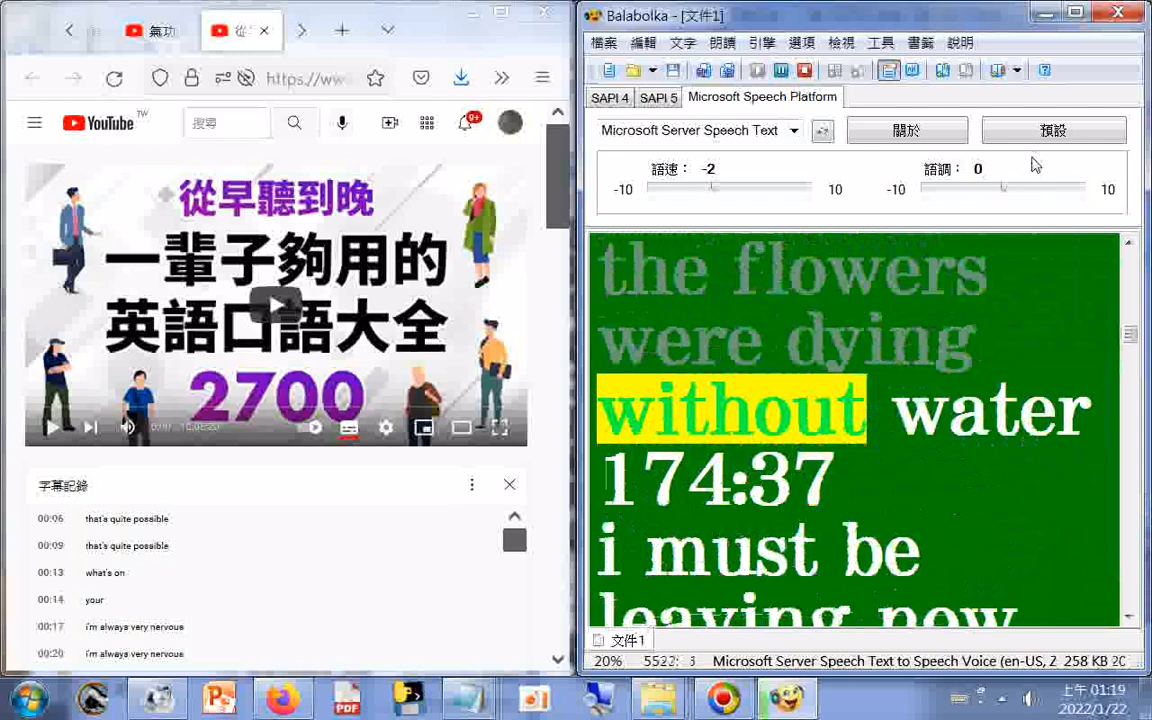 氣功
從
https://www
YouTube TW
搜尋
9+
從早聽到晚
一輩子夠用的
英語口語大全
2700
字幕記錄
00:06 that's quite possible
00:09 that's quite possible
00:13 what's on
00:14 your
00:17 i'm always very nervous
00:20 i'm always very nervous
Balabolka - [文件1]
檔案 編輯 文字 朗讀 引擎 選項 檢視 工具 書籤 說明
SAPI 4 SAPI 5 Microsoft Speech Platform
Microsoft Server Speech Text
關於
預設
語速： -2
-10 10
語調： 0
-10 10
the flowers
were dying
without water
174:37
i must be
leaving now
文件1
20%
Microsoft Server Speech Text to Speech Voice (en-US, Z
258 KB
PDF
上午 01:19
2022/1/22